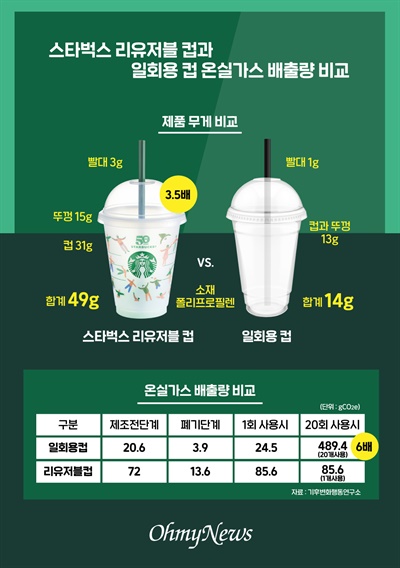 스타벅스 리유저블 컵과
일회용 컵 온실가스 배출량 비교
제품 무게 비교
빨대 3g
3.5배
뚜껑 15g
컵 31g
합계 49g
스타벅스 리유저블 컵
VS.
소재
폴리프로필렌
빨대 1g
컵과 뚜껑
13g
합계 14g
일회용 컵
온실가스 배출량 비교
(단위 : gCO2e)
구분 제조전단계 폐기단계 1회 사용시 20회 사용시
일회용컵 20.6 3.9 24.5 489.4
(20개사용)
6배
리유저블컵 72 13.6 85.6 85.6
(1개사용)
자료 : 기후변화행동연구소
OhmyNews